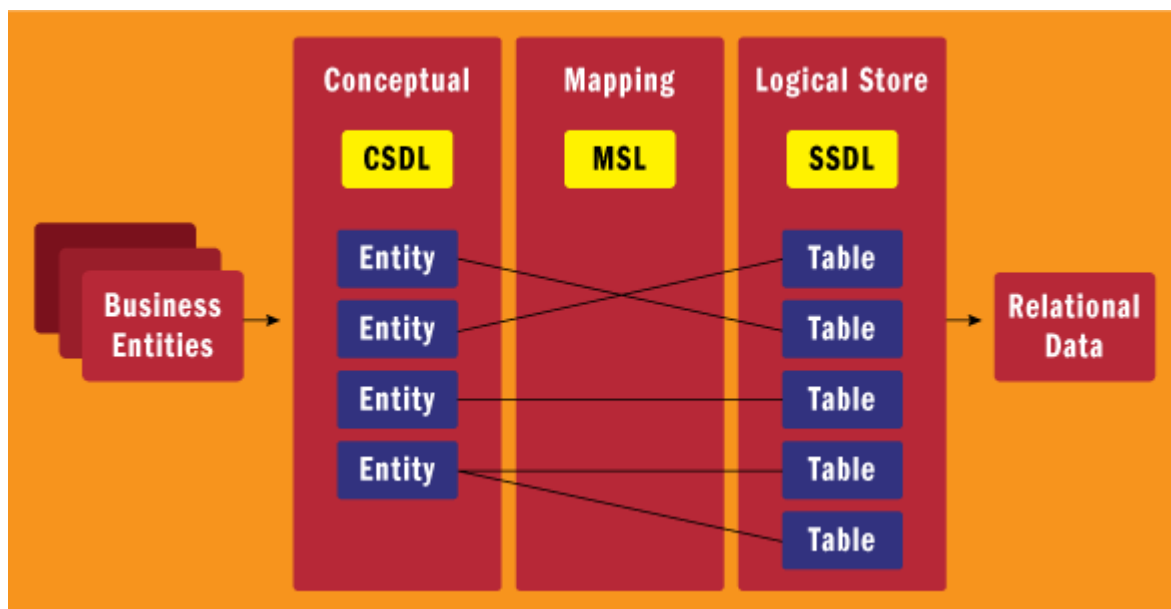 Conceptual
Mapping
Logical Store
CSDL
MSL
SSDL
Entity
Table
Entity
Table
Entity
Table
Entity
Table
Table
Business
Entities
Relational
Data